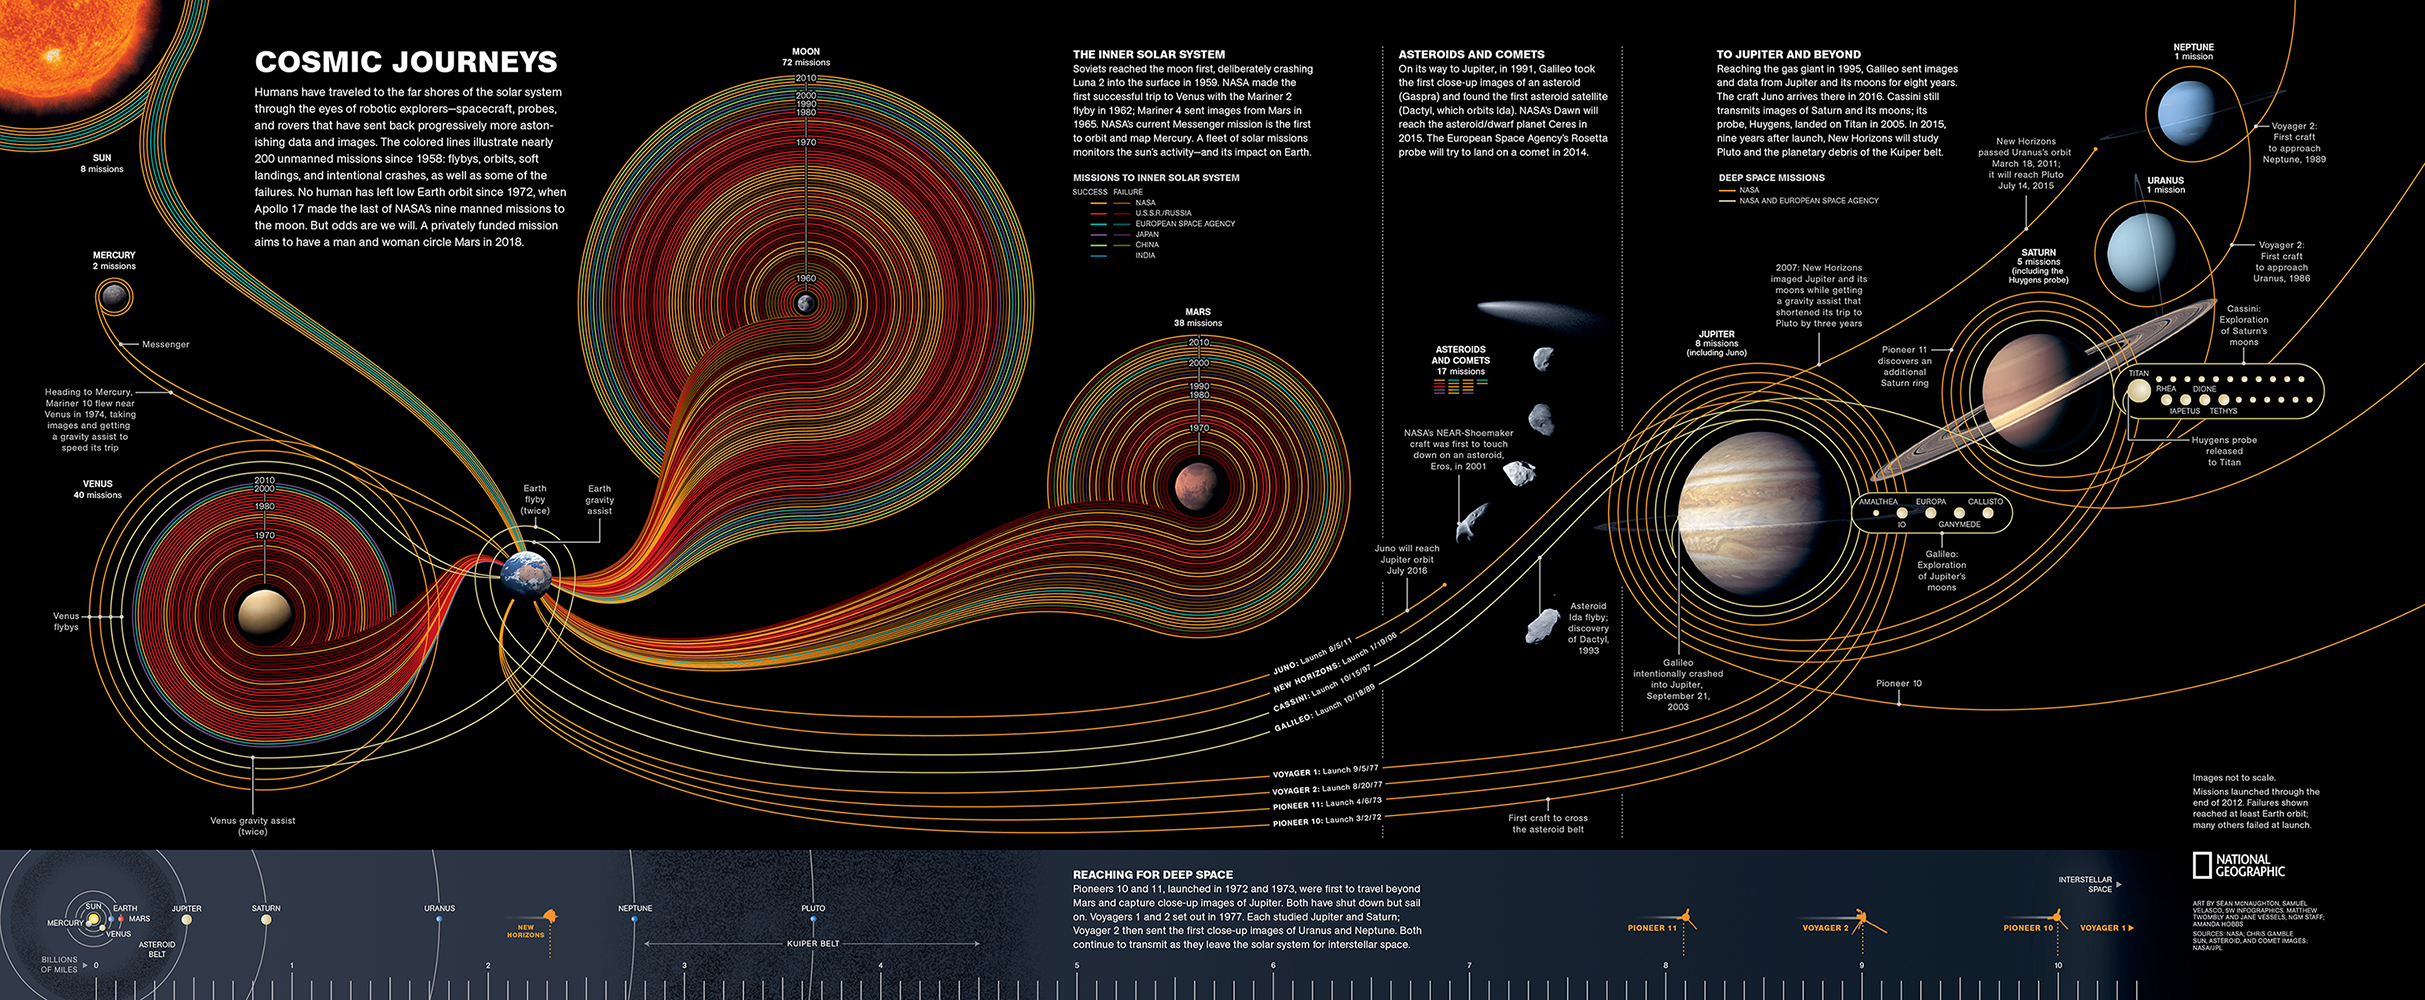 COSMIC JOURNEYS
Humans have traveled to the far shores of the solar system
through the eyes of robotic explorers—spacecraft, probes,
and rovers that have sent back progressively more aston-
ishing data and images. The colored lines illustrate nearly
200 unmanned missions since 1958: flybys, orbits, soft
landings, and intentional crashes, as well as some of the
failures. No human has left low Earth orbit since 1972, when
Apollo 17 made the last of NASA's nine manned missions to
the moon. But odds are we will. A privately funded mission
aims to have a man and woman circle Mars in 2018.
SUN
8 missions
MERCURY
2 missions
Messenger
Heading to Mercury,
Mariner 10 flew near
Venus in 1974, taking
images and getting
a gravity assist to
speed its trip
VENUS
40 missions
2010
2000
1980
1970
Venus
flybys
Venus gravity assist
(twice)
Earth
flyby
(twice)
Earth
gravity
assist
MOON
72 missions
2010
2000
1990
1980
1970
1960
MARS
38 missions
2010
2000
1990
1980
1970
THE INNER SOLAR SYSTEM
Soviets reached the moon first, deliberately crashing
Luna 2 into the surface in 1959. NASA made the
first successful trip to Venus with the Mariner 2
flyby in 1962; Mariner 4 sent images from Mars in
1965. NASA's current Messenger mission is the first
to orbit and map Mercury. A fleet of solar missions
monitors the sun's activity—and its impact on Earth.
MISSIONS TO INNER SOLAR SYSTEM
SUCCESS FAILURE
NASA
U.S.S.R./RUSSIA
EUROPEAN SPACE AGENCY
JAPAN
CHINA
INDIA
ASTEROIDS AND COMETS
On its way to Jupiter, in 1991, Galileo took
the first close-up images of an asteroid
(Gaspra) and found the first asteroid satellite
(Dactyl, which orbits Ida). NASA's Dawn will
reach the asteroid/dwarf planet Ceres in
2015. The European Space Agency's Rosetta
probe will try to land on a comet in 2014.
ASTEROIDS
AND COMETS
17 missions
NASA's NEAR-Shoemaker
craft was first to touch
down on an asteroid,
Eros, in 2001
Juno will reach
Jupiter orbit
July 2016
Asteroid
Ida flyby;
discovery
of Dactyl,
1993
JUNO: Launch 8/5/11
NEW HORIZONS: Launch 1/19/06
CASSINI: Launch 10/15/97
GALILEO: Launch 10/18/89
VOYAGER 1: Launch 9/5/77
VOYAGER 2: Launch 8/20/77
PIONEER 11: Launch 4/6/73
PIONEER 10: Launch 3/2/72
First craft to cross
the asteroid belt
TO JUPITER AND BEYOND
Reaching the gas giant in 1995, Galileo sent images
and data from Jupiter and its moons for eight years.
The craft Juno arrives there in 2016. Cassini still
transmits images of Saturn and its moons; its
probe, Huygens, landed on Titan in 2005. In 2015,
nine years after launch, New Horizons will study
Pluto and the planetary debris of the Kuiper belt.
DEEP SPACE MISSIONS
NASA
NASA AND EUROPEAN SPACE AGENCY
JUPITER
8 missions
(including Juno)
2007: New Horizons
imaged Jupiter and its
moons while getting
a gravity assist that
shortened its trip to
Pluto by three years
Pioneer 11
discovers an
additional
Saturn ring
New Horizons
passed Uranus's orbit
March 18, 2011;
it will reach Pluto
July 14, 2015
SATURN
5 missions
(including the
Huygens probe)
NEPTUNE
1 mission
Voyager 2:
First craft
to approach
Neptune, 1989
URANUS
1 mission
Voyager 2:
First craft
to approach
Uranus, 1986
Cassini:
Exploration
of Saturn's
moons
TITAN
RHEA
DIONE
IAPETUS
TETHYS
Huygens probe
released
to Titan
AMALTHEA
EUROPA
CALLISTO
IO
GANYMEDE
Galileo:
Exploration
of Jupiter's
moons
Galileo
intentionally crashed
into Jupiter,
September 21,
2003
Pioneer 10
Images not to scale.
Missions launched through the
end of 2012. Failures shown
reached at least Earth orbit;
many others failed at launch.
NATIONAL
GEOGRAPHIC
ART BY SEAN McNAUGHTON, SAMUEL
VELASCO, 5W INFOGRAPHICS. MATTHEW
TWOMBLY AND JANE VESSELS, NGM STAFF;
AMANDA HOBBS
SOURCES: NASA; CHRIS GAMBLE
SUN, ASTEROID, AND COMET IMAGES:
NASA/JPL
REACHING FOR DEEP SPACE
Pioneers 10 and 11, launched in 1972 and 1973, were first to travel beyond
Mars and capture close-up images of Jupiter. Both have shut down but sail
on. Voyagers 1 and 2 set out in 1977. Each studied Jupiter and Saturn;
Voyager 2 then sent the first close-up images of Uranus and Neptune. Both
continue to transmit as they leave the solar system for interstellar space.
SUN
MERCURY
EARTH
MARS
VENUS
ASTEROID
BELT
JUPITER
SATURN
URANUS
NEW
HORIZONS
NEPTUNE
PLUTO
KUIPER BELT
PIONEER 11
VOYAGER 2
PIONEER 10
VOYAGER 1
INTERSTELLAR
SPACE
BILLIONS
OF MILES
0 1 2 3 4 5 6 7 8 9 10